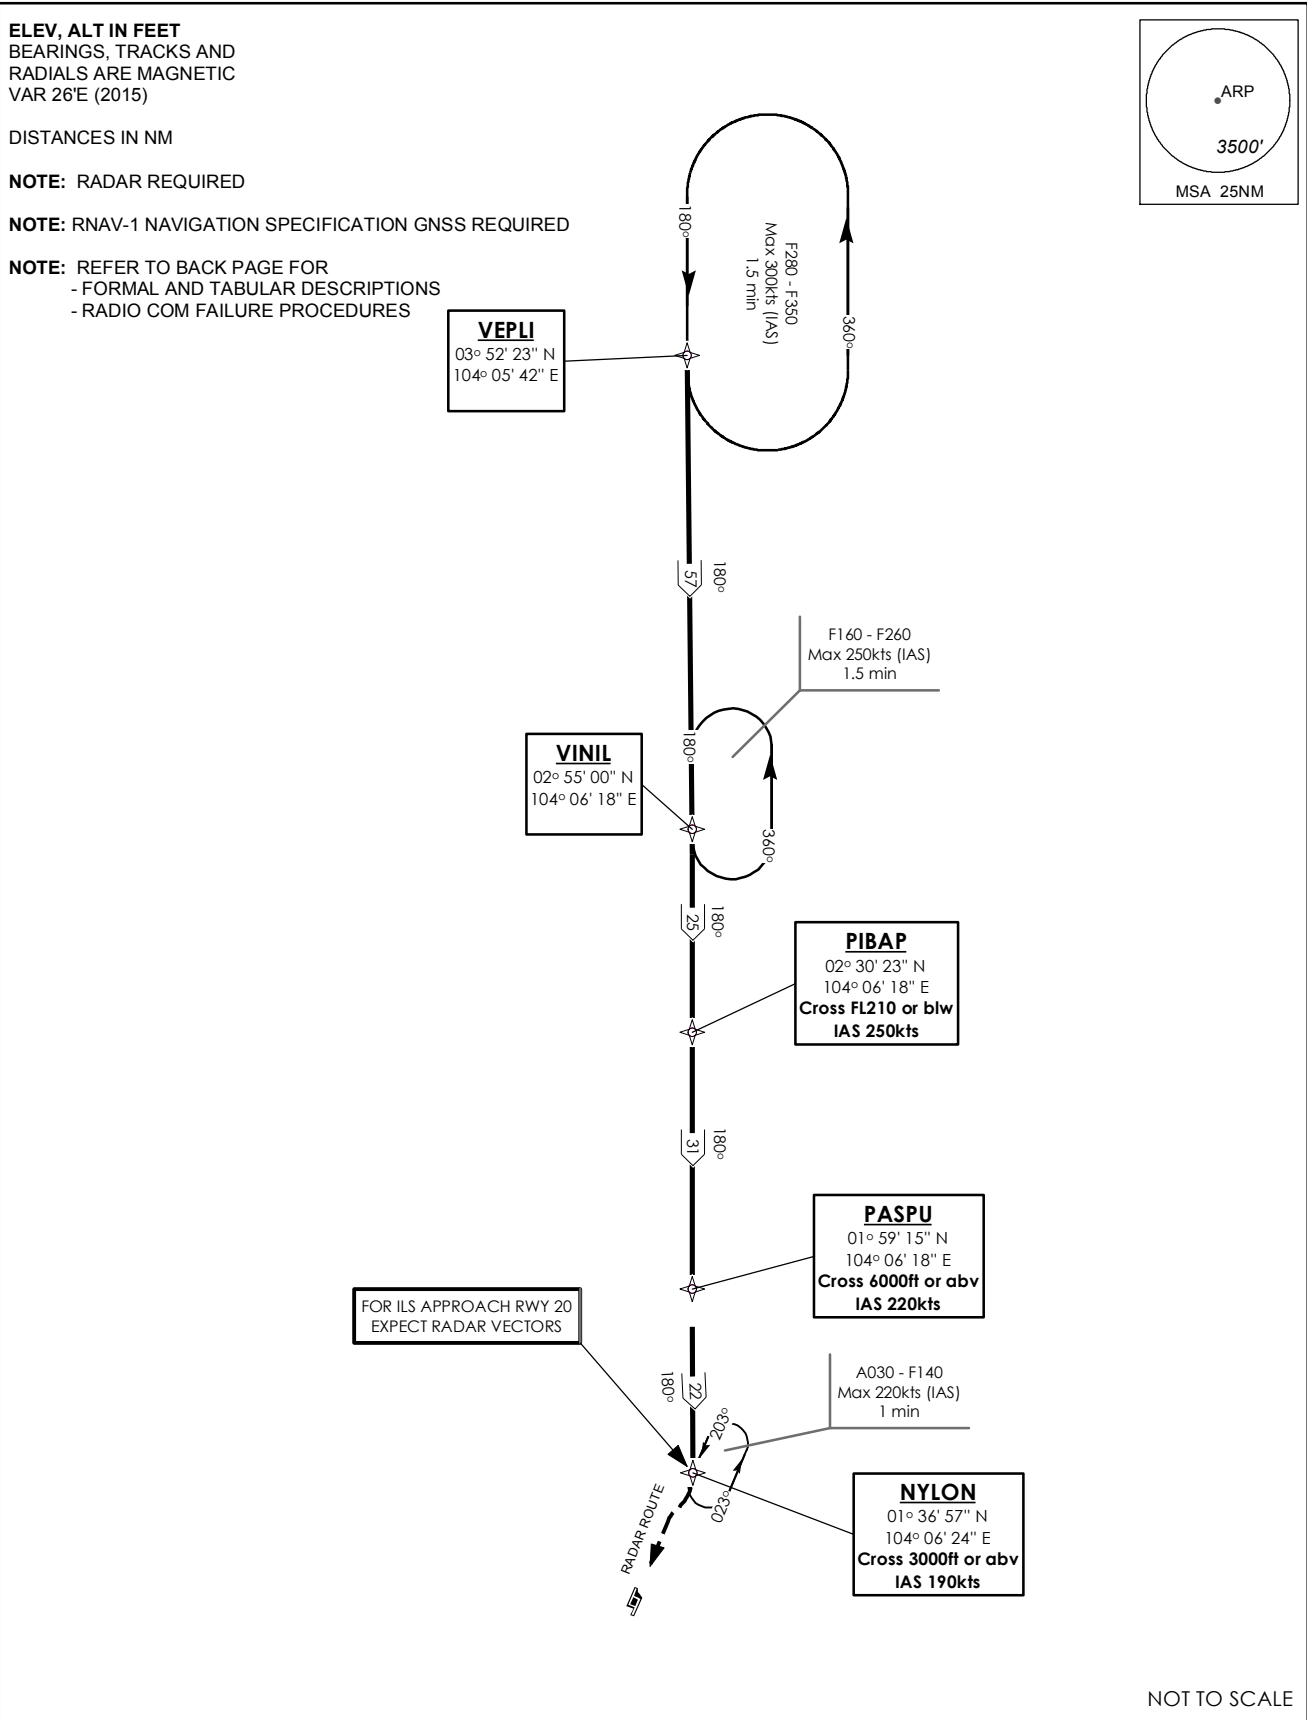 ELEV, ALT IN FEET
BEARINGS, TRACKS AND
RADIALS ARE MAGNETIC
VAR 26'E (2015)
DISTANCES IN NM
NOTE: RADAR REQUIRED
NOTE: RNAV-1 NAVIGATION SPECIFICATION GNSS REQUIRED
NOTE: REFER TO BACK PAGE FOR
- FORMAL AND TABULAR DESCRIPTIONS
- RADIO COM FAILURE PROCEDURES
ARP
3500'
MSA 25NM
180°
F280 - F350
Max 300kts (IAS)
1.5 min
360°
VEPLI
03° 52' 23" N
104° 05' 42" E
57
180°
F160 - F260
Max 250kts (IAS)
1.5 min
180°
360°
VINIL
02° 55' 00" N
104° 06' 18" E
25
180°
PIBAP
02° 30' 23" N
104° 06' 18" E
Cross FL210 or blw
IAS 250kts
31
180°
PASPU
01° 59' 15" N
104° 06' 18" E
Cross 6000ft or abv
IAS 220kts
FOR ILS APPROACH RWY 20
EXPECT RADAR VECTORS
180°
22
A030 - F140
Max 220kts (IAS)
1 min
203°
023°
NYLON
01° 36' 57" N
104° 06' 24" E
Cross 3000ft or abv
IAS 190kts
RADAR ROUTE
NOT TO SCALE